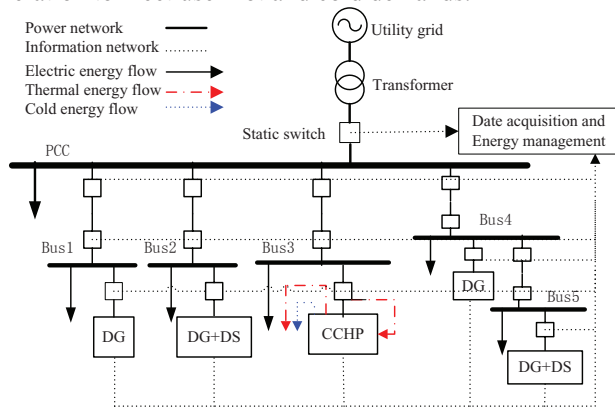 Power network
Information network
Electric energy flow
Thermal energy flow
Cold energy flow
Utility grid
Transformer
Static switch
Date acquisition and
Energy management
PCC
Bus1
Bus2
Bus3
Bus4
Bus5
DG
DG+DS
CCHP
DG
DG+DS